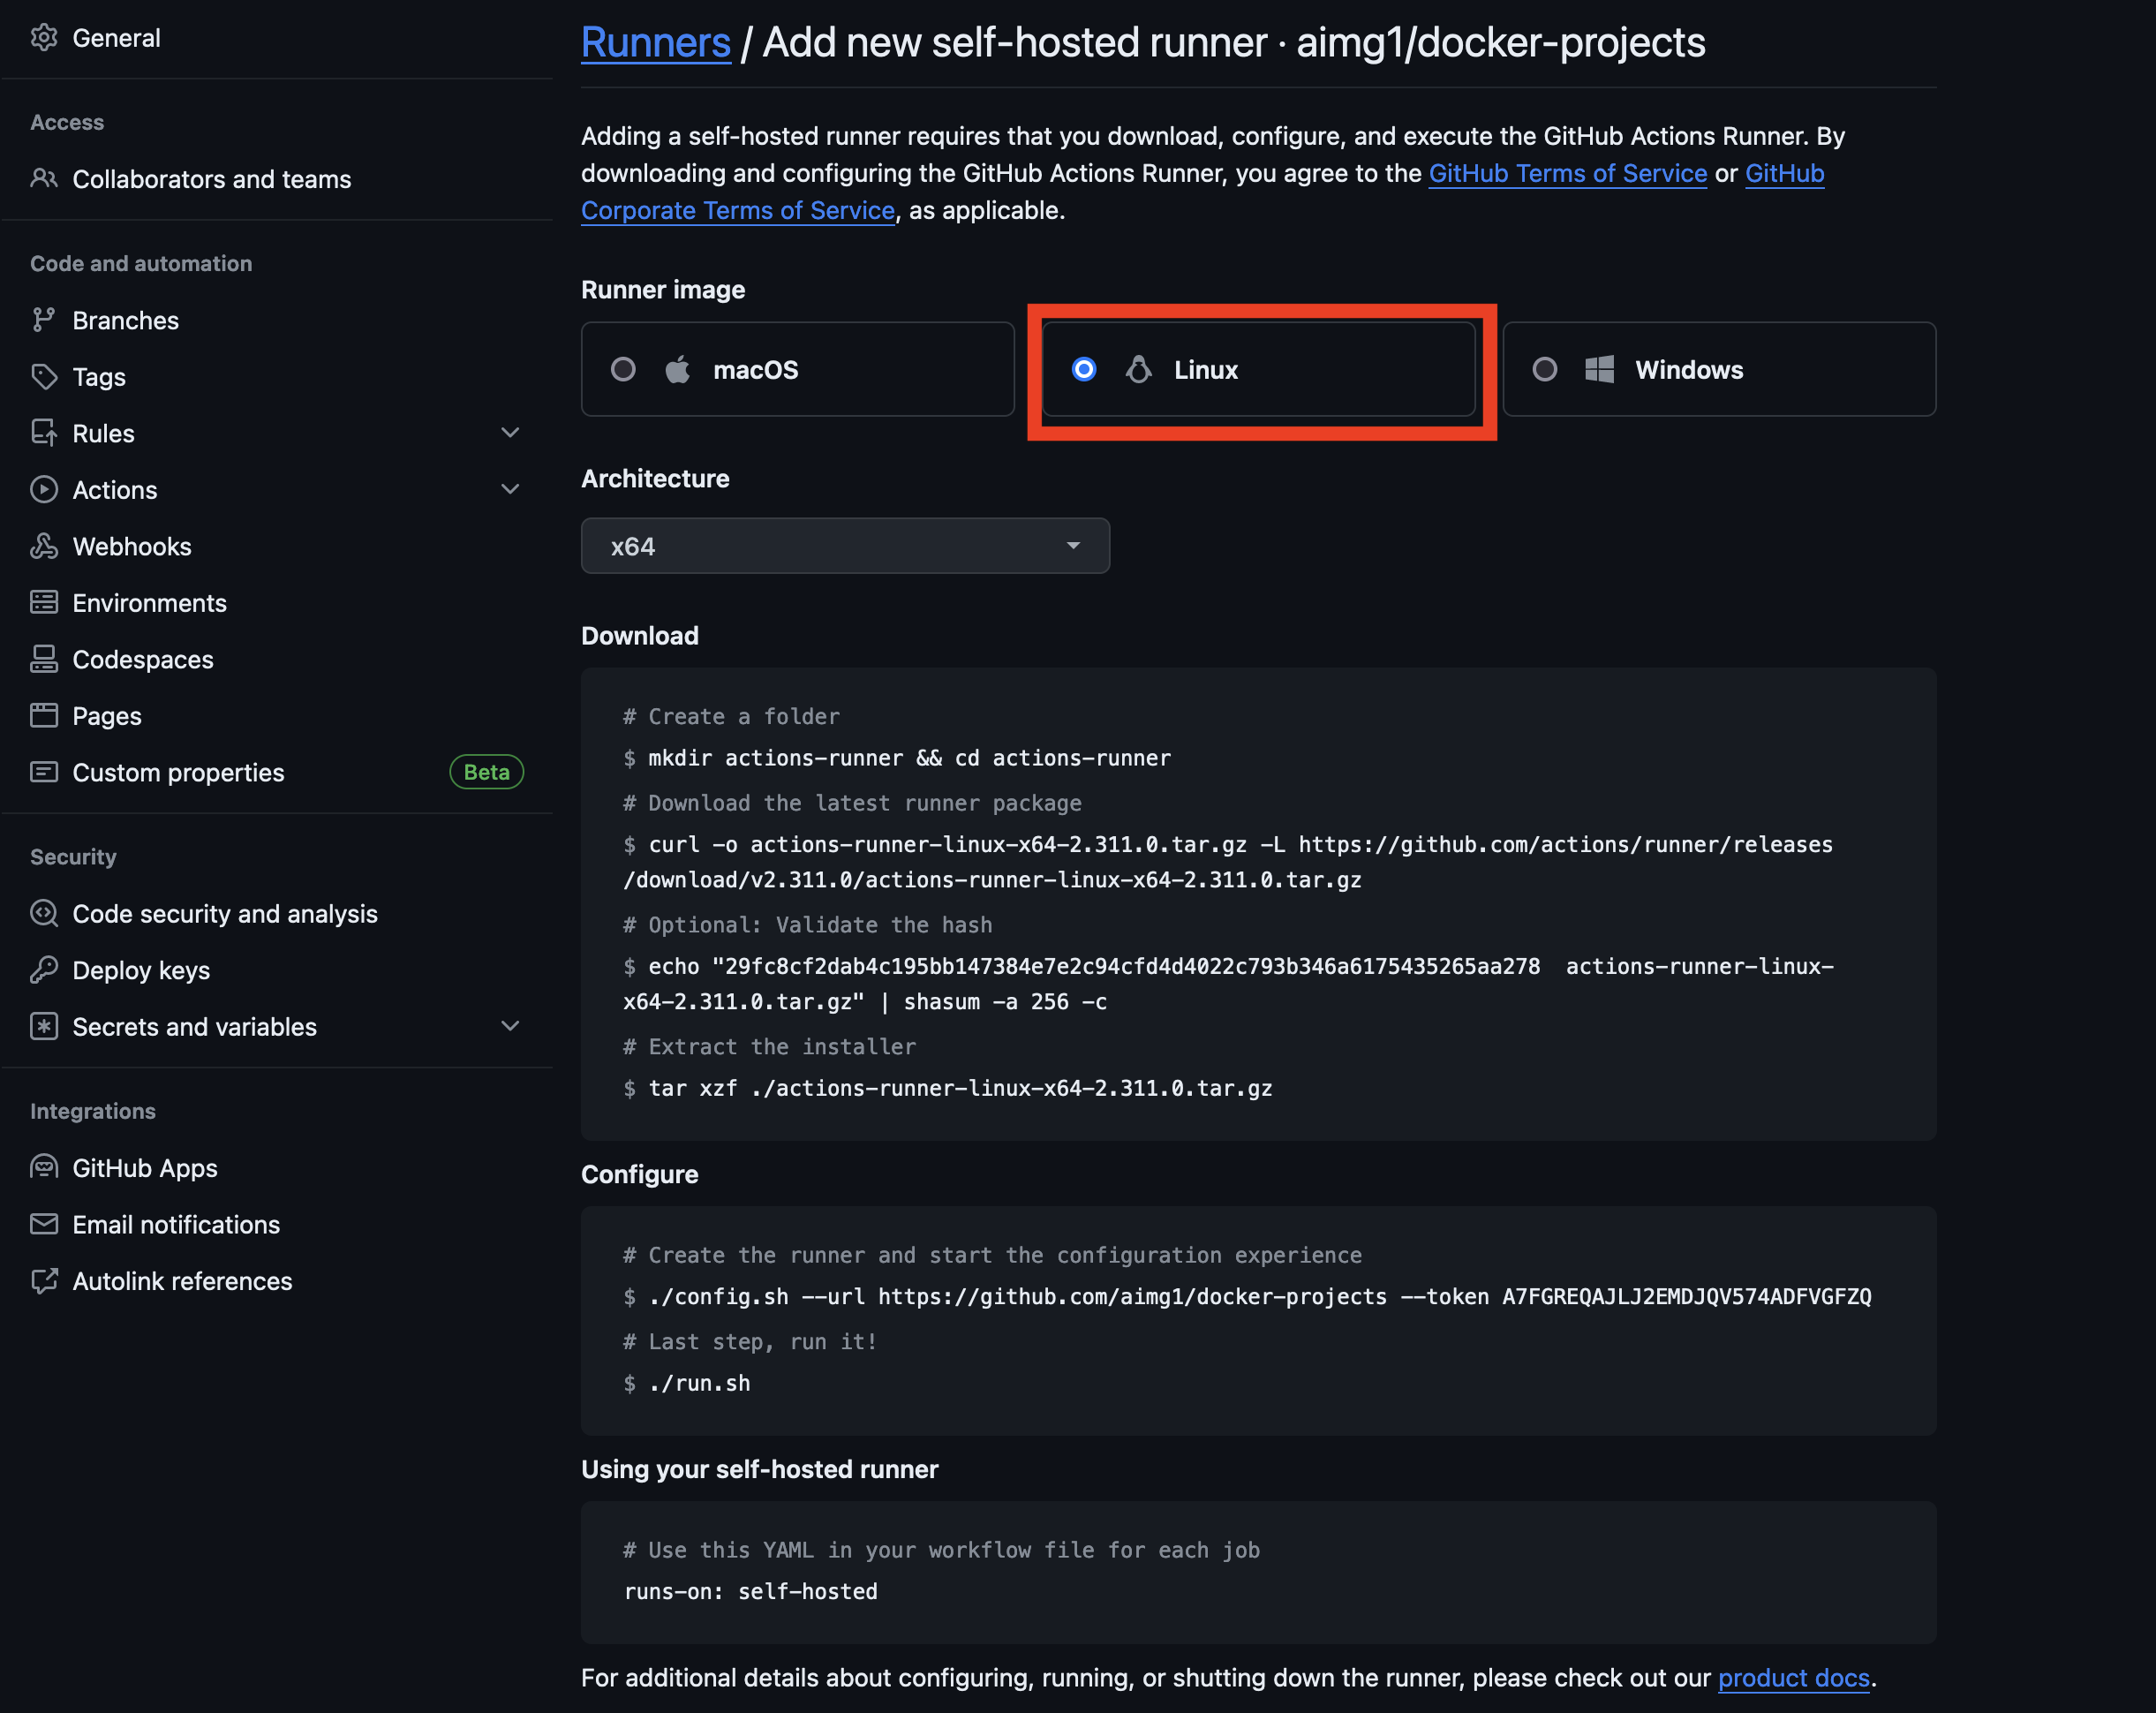 General
Access
Collaborators and teams
Code and automation
Branches
Tags
Rules
Actions
Webhooks
Environments
Codespaces
Pages
Custom properties
Beta
Security
Code security and analysis
Deploy keys
Secrets and variables
Integrations
GitHub Apps
Email notifications
Autolink references
Runners / Add new self-hosted runner · aimg1/docker-projects
Adding a self-hosted runner requires that you download, configure, and execute the GitHub Actions Runner. By
downloading and configuring the GitHub Actions Runner, you agree to the GitHub Terms of Service or GitHub
Corporate Terms of Service, as applicable.
Runner image
macOS
Linux
Windows
Architecture
x64
Download
# Create a folder
$ mkdir actions-runner && cd actions-runner
# Download the latest runner package
$ curl -o actions-runner-linux-x64-2.311.0.tar.gz -L https://github.com/actions/runner/releases
/download/v2.311.0/actions-runner-linux-x64-2.311.0.tar.gz
# Optional: Validate the hash
$ echo "29fc8cf2dab4c195bb147384e7e2c94cfd4d4022c793b346a6175435265aa278  actions-runner-linux-
x64-2.311.0.tar.gz" | shasum -a 256 -c
# Extract the installer
$ tar xzf ./actions-runner-linux-x64-2.311.0.tar.gz
Configure
# Create the runner and start the configuration experience
$ ./config.sh --url https://github.com/aimg1/docker-projects --token A7FGREQAJLJ2EMDJQV574ADFVGFZQ
# Last step, run it!
$ ./run.sh
Using your self-hosted runner
# Use this YAML in your workflow file for each job
runs-on: self-hosted
For additional details about configuring, running, or shutting down the runner, please check out our product docs.